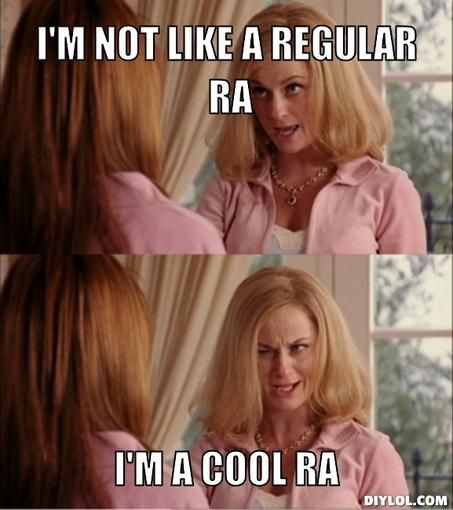 I'M NOT LIKE A REGULAR
RA
I'M A COOL RA
DIYLOL.COM